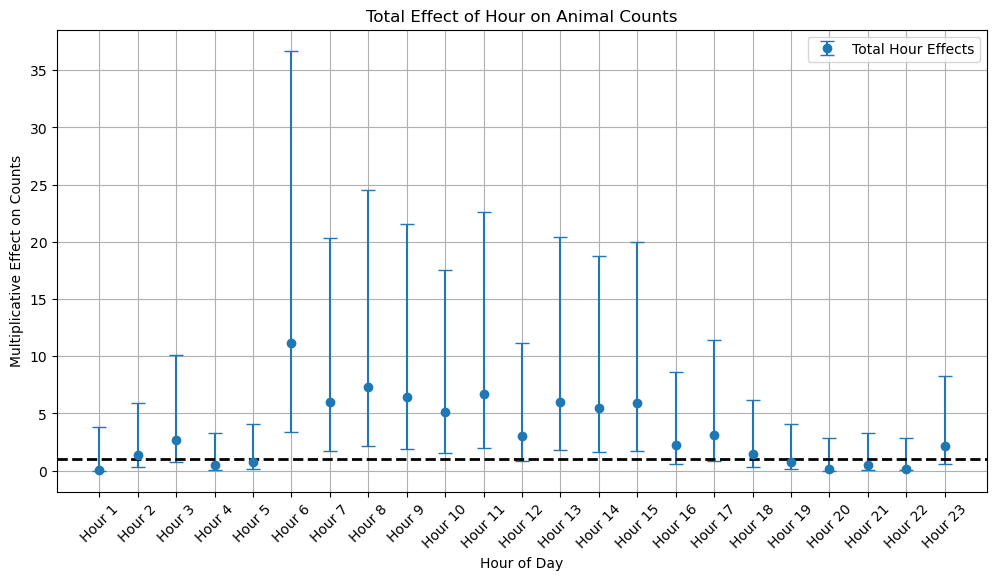 Total Effect of Hour on Animal Counts
Total Hour Effects
Multiplicative Effect on Counts
35
30
25
20
15
10
5
0
Hour 1
Hour 2
Hour 3
Hour 4
Hour 5
Hour 6
Hour 7
Hour 8
Hour 9
Hour 10
Hour 11
Hour 12
Hour 13
Hour 14
Hour 15
Hour 16
Hour 17
Hour 18
Hour 19
Hour 20
Hour 21
Hour 22
Hour 23
Hour of Day